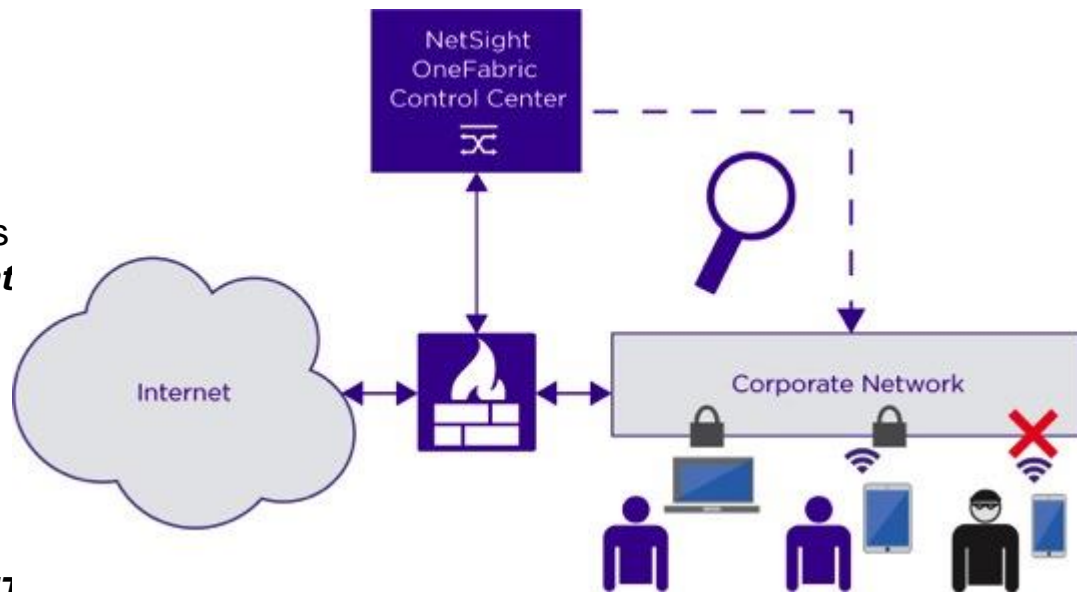 NetSight
OneFabric
Control Center
s
t
Internet
Corporate Network